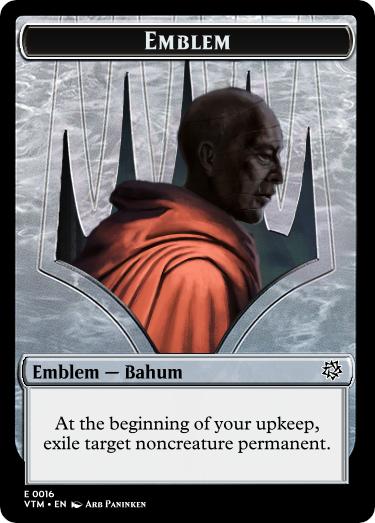 Emblem
Emblem — Bahum
At the beginning of your upkeep,
exile target noncreature permanent.
E 0016
VTM • EN Arb Paninken